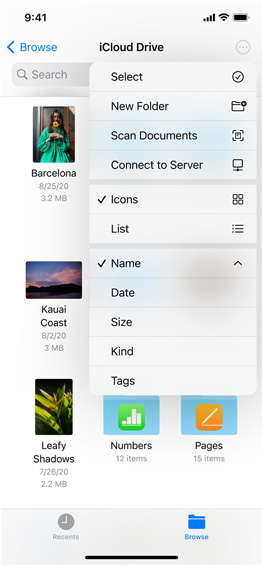 9:41
Browse
iCloud Drive
Search
Select
New Folder
Scan Documents
Connect to Server
Icons
List
Name
Date
Size
Kind
Tags
Barcelona
8/25/20
3.2 MB
Kauai
Coast
8/2/20
3 MB
Leafy
Shadows
7/26/20
2.2 MB
Numbers
12 items
Pages
15 items
Recents
Browse